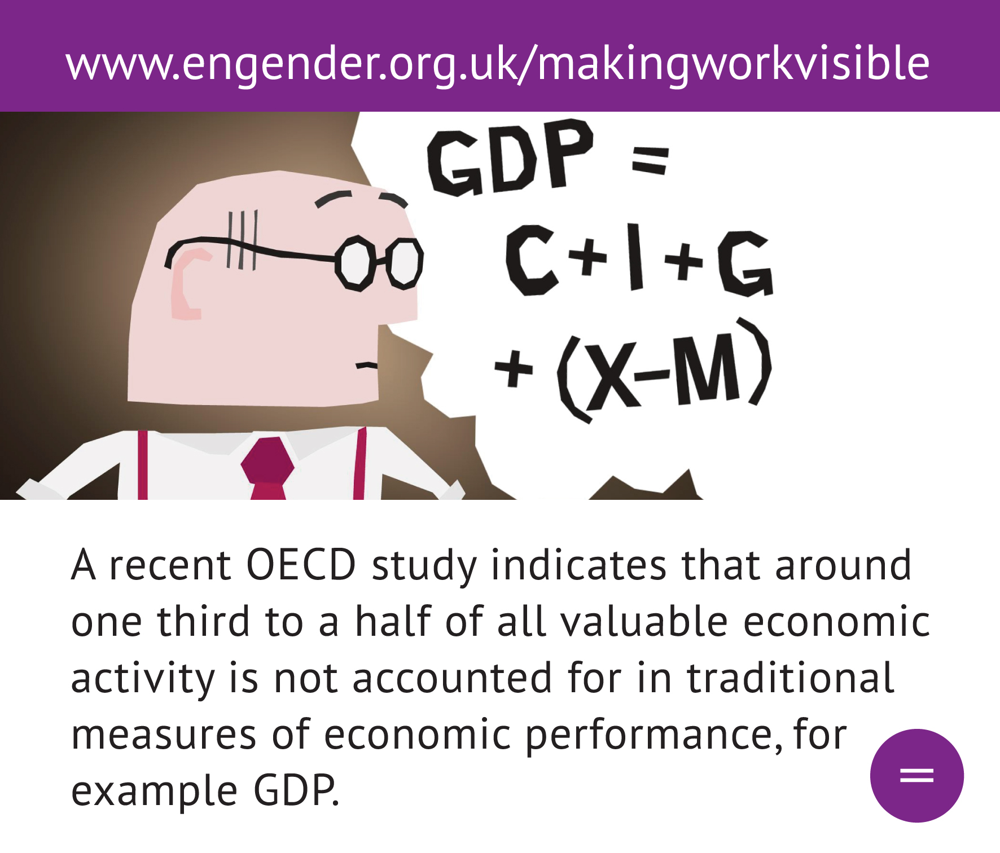 www.engender.org.uk/makingworkvisible
GDP =
C + I + G
+ (X-M)
A recent OECD study indicates that around
one third to a half of all valuable economic
activity is not accounted for in traditional
measures of economic performance, for
example GDP.
=